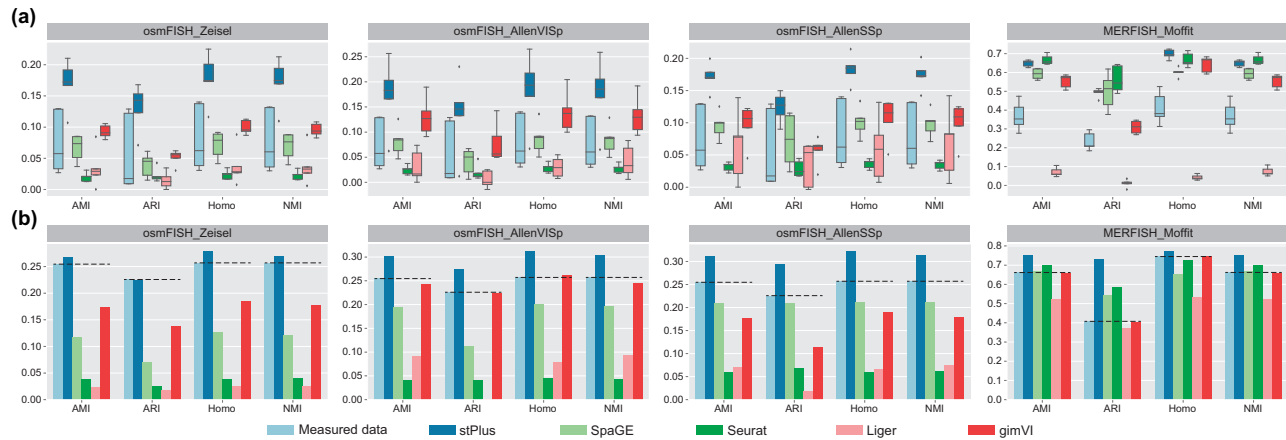 (a)
osmFISH_Zeisel
osmFISH_AllenVISp
osmFISH_AllenSSp
MERFISH_Moffit
0.20
0.15
0.10
0.05
0.00
0.25
0.20
0.15
0.10
0.05
0.00
0.20
0.15
0.10
0.05
0.00
0.7
0.6
0.5
0.4
0.3
0.2
0.1
0.0
AMI ARI Homo NMI
AMI ARI Homo NMI
AMI ARI Homo NMI
AMI ARI Homo NMI
(b)
osmFISH_Zeisel
osmFISH_AllenVISp
osmFISH_AllenSSp
MERFISH_Moffit
0.25
0.20
0.15
0.10
0.05
0.00
0.30
0.25
0.20
0.15
0.10
0.05
0.00
0.30
0.25
0.20
0.15
0.10
0.05
0.00
0.8
0.7
0.6
0.5
0.4
0.3
0.2
0.1
0.0
AMI ARI Homo NMI
AMI ARI Homo NMI
AMI ARI Homo NMI
AMI ARI Homo NMI
Measured data stPlus SpaGE Seurat Liger gimVI